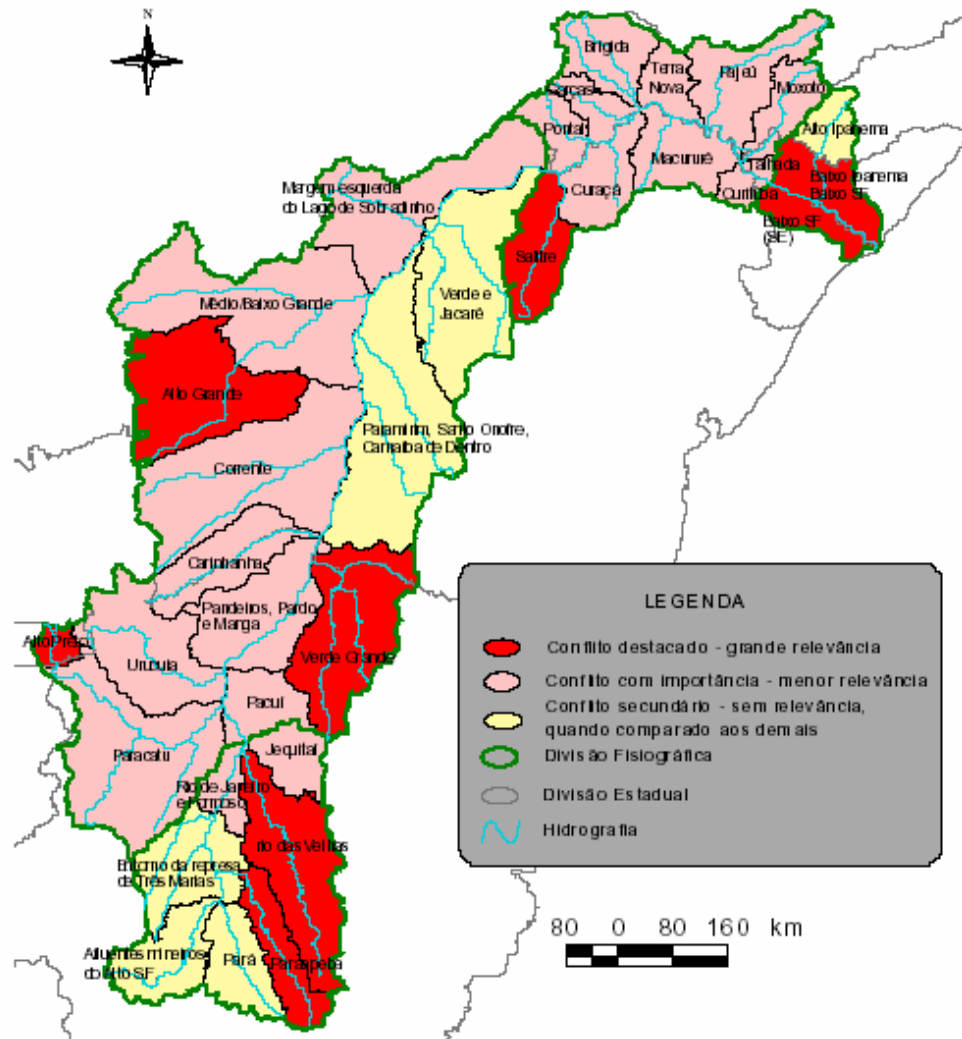 N
Brígida
Terra
Nova
Pajeú
Moxotó
Garças
Pontal
Alto Ipanema
Macururé
Talhada
Baixo Ipanema
Baixo SF
Curituba
Curaçá
Baixo SF
(SE)
Margem esquerda
do Lago de Sobradinho
Salitre
Verde e
Jacaré
Médio/Baixo Grande
Alto Grande
Paramirim, Santo Onofre,
Carnaíba de Dentro
Corrente
Carinhanha
Pandeiros, Pardo
e Manga
Alto Preto
Urucuia
Verde Grande
Pacuí
Jequitaí
Paracatu
Rio de Janeiro
e Formoso
rio das Velhas
Entorno da represa
de Três Marias
Afluentes mineiros
do Alto SF
Pará
Paraopeba
LEGENDA
Conflito destacado - grande relevância
Conflito com importância - menor relevância
Conflito secundário - sem relevância,
quando comparado aos demais
Divisão Fisiográfica
Divisão Estadual
Hidrografia
80 0 80 160 km